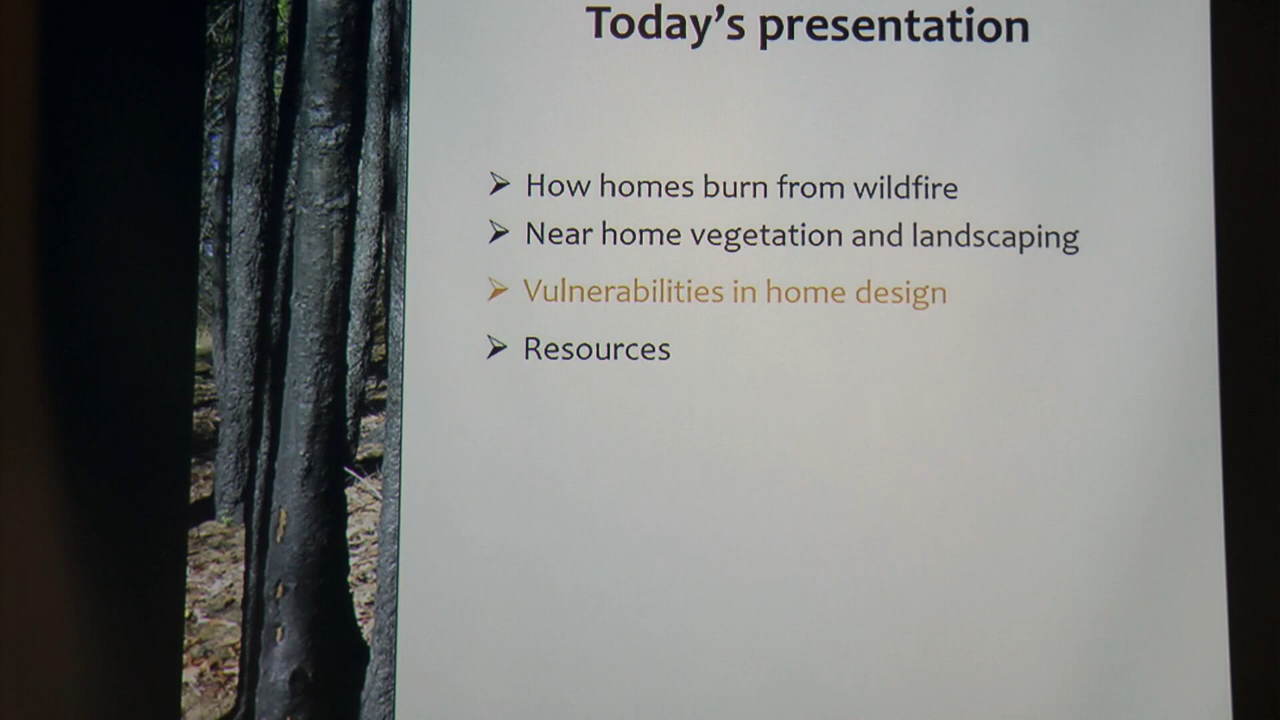 Today’s presentation
➢ How homes burn from wildfire
➢ Near home vegetation and landscaping
➢ Vulnerabilities in home design
➢ Resources